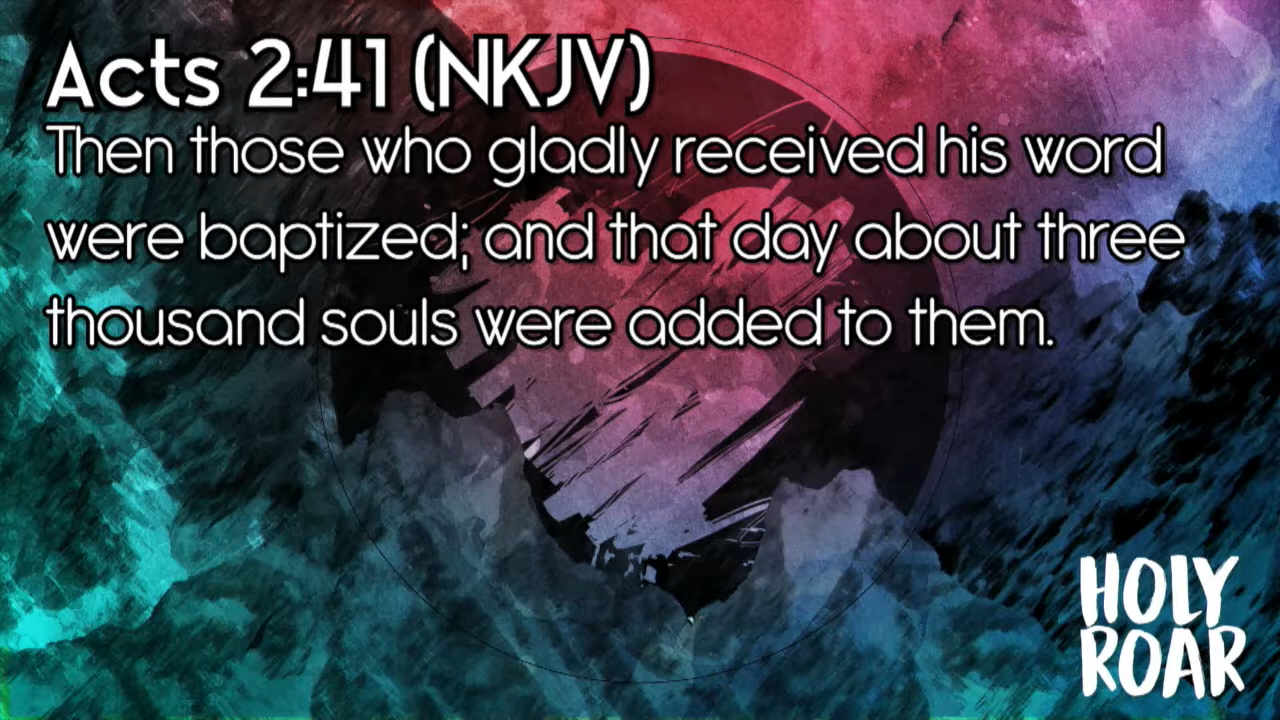 Acts 2:41 (NKJV)
Then those who gladly received his word
were baptized; and that day about three
thousand souls were added to them.
HOLY
ROAR